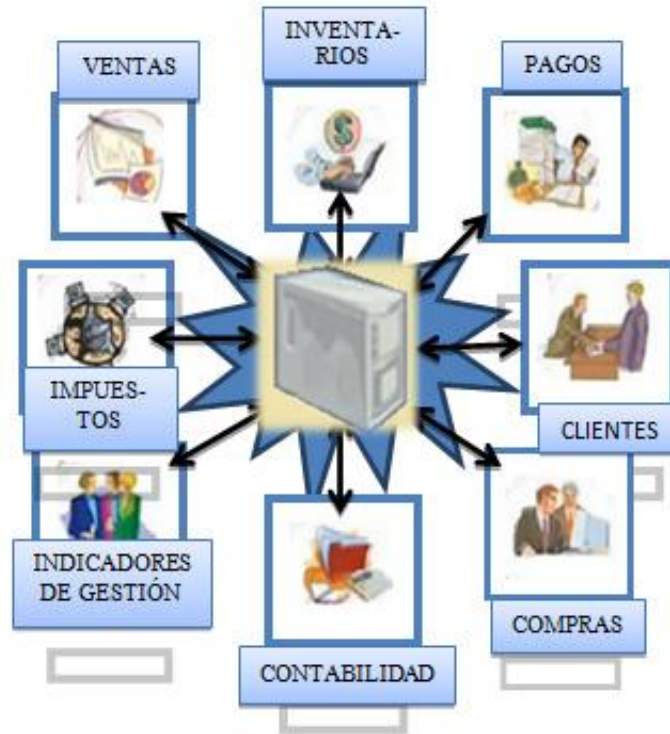 VENTAS
INVENTA-
RIOS
PAGOS
IMPUES-
TOS
CLIENTES
INDICADORES
DE GESTIÓN
CONTABILIDAD
COMPRAS